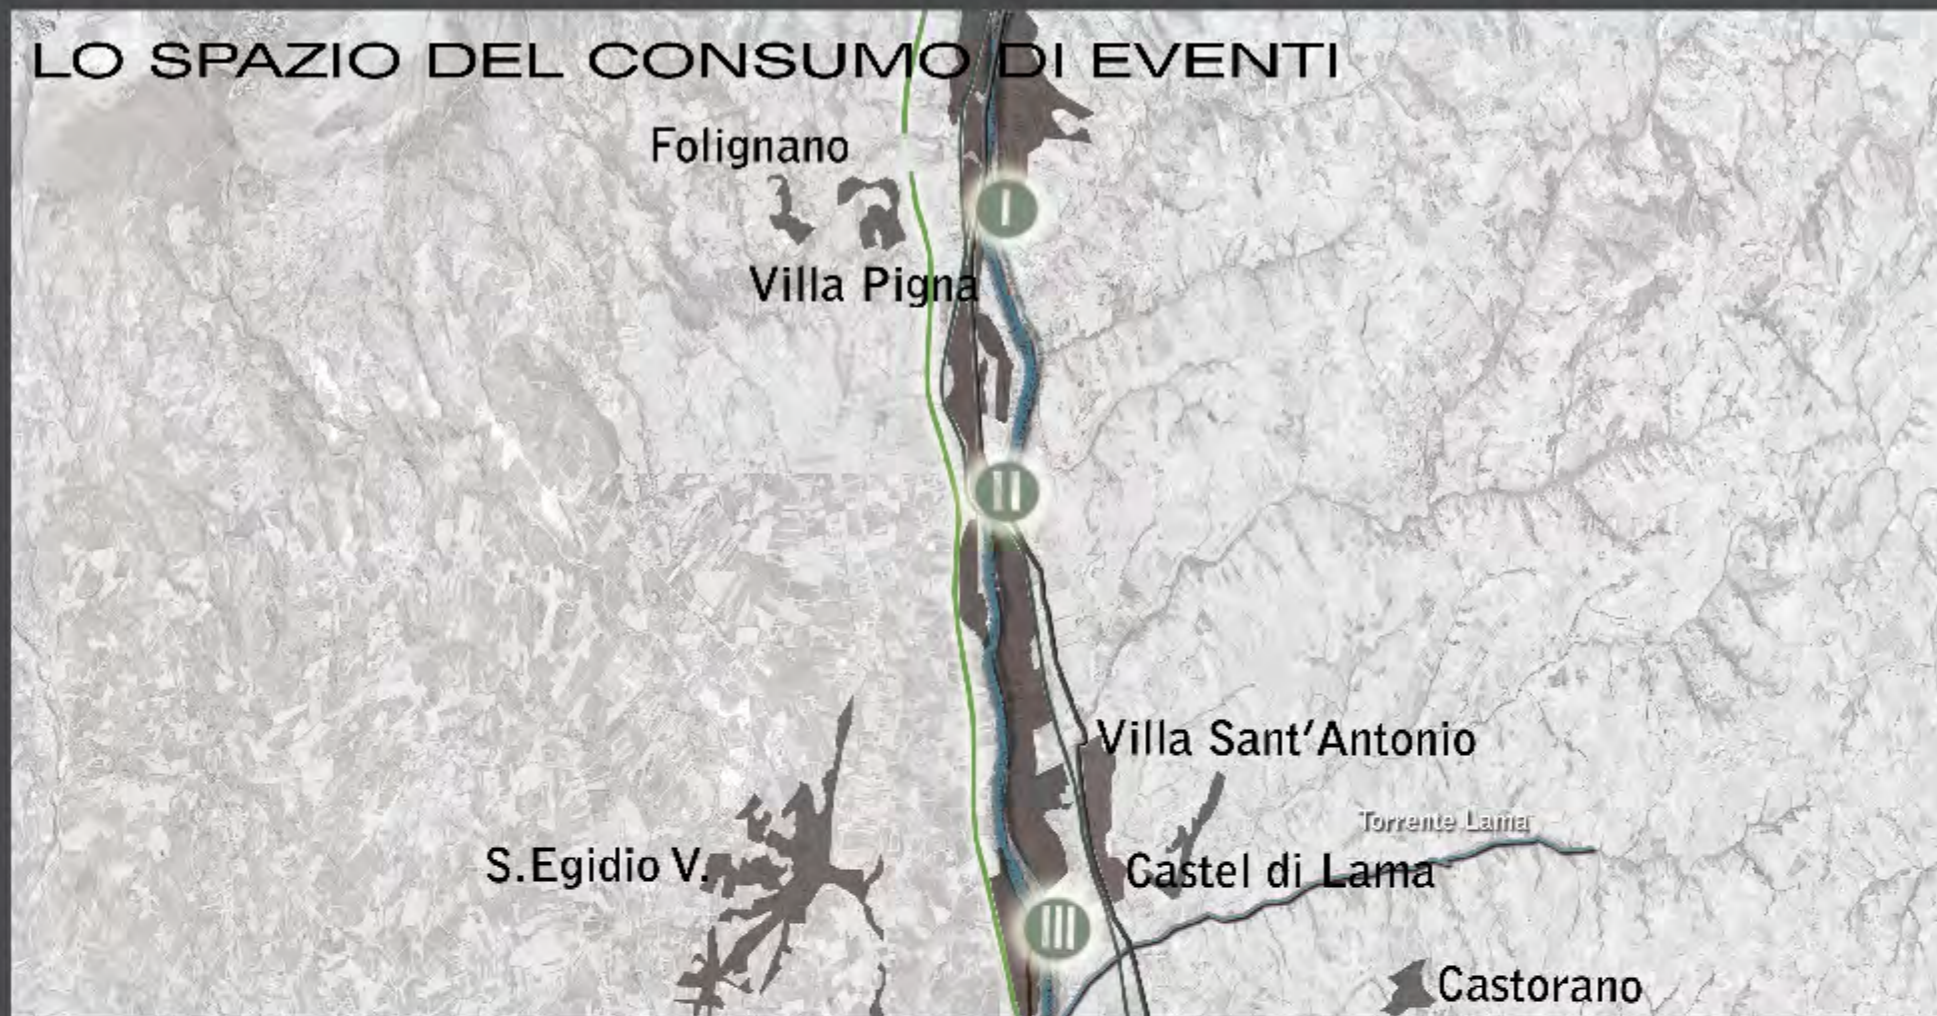 LO SPAZIO DEL CONSUMO DI EVENTI
Folignano
I
Villa Pigna
II
Villa Sant'Antonio
Torrente Lama
S.Egidio V.
Castel di Lama
III
Castorano